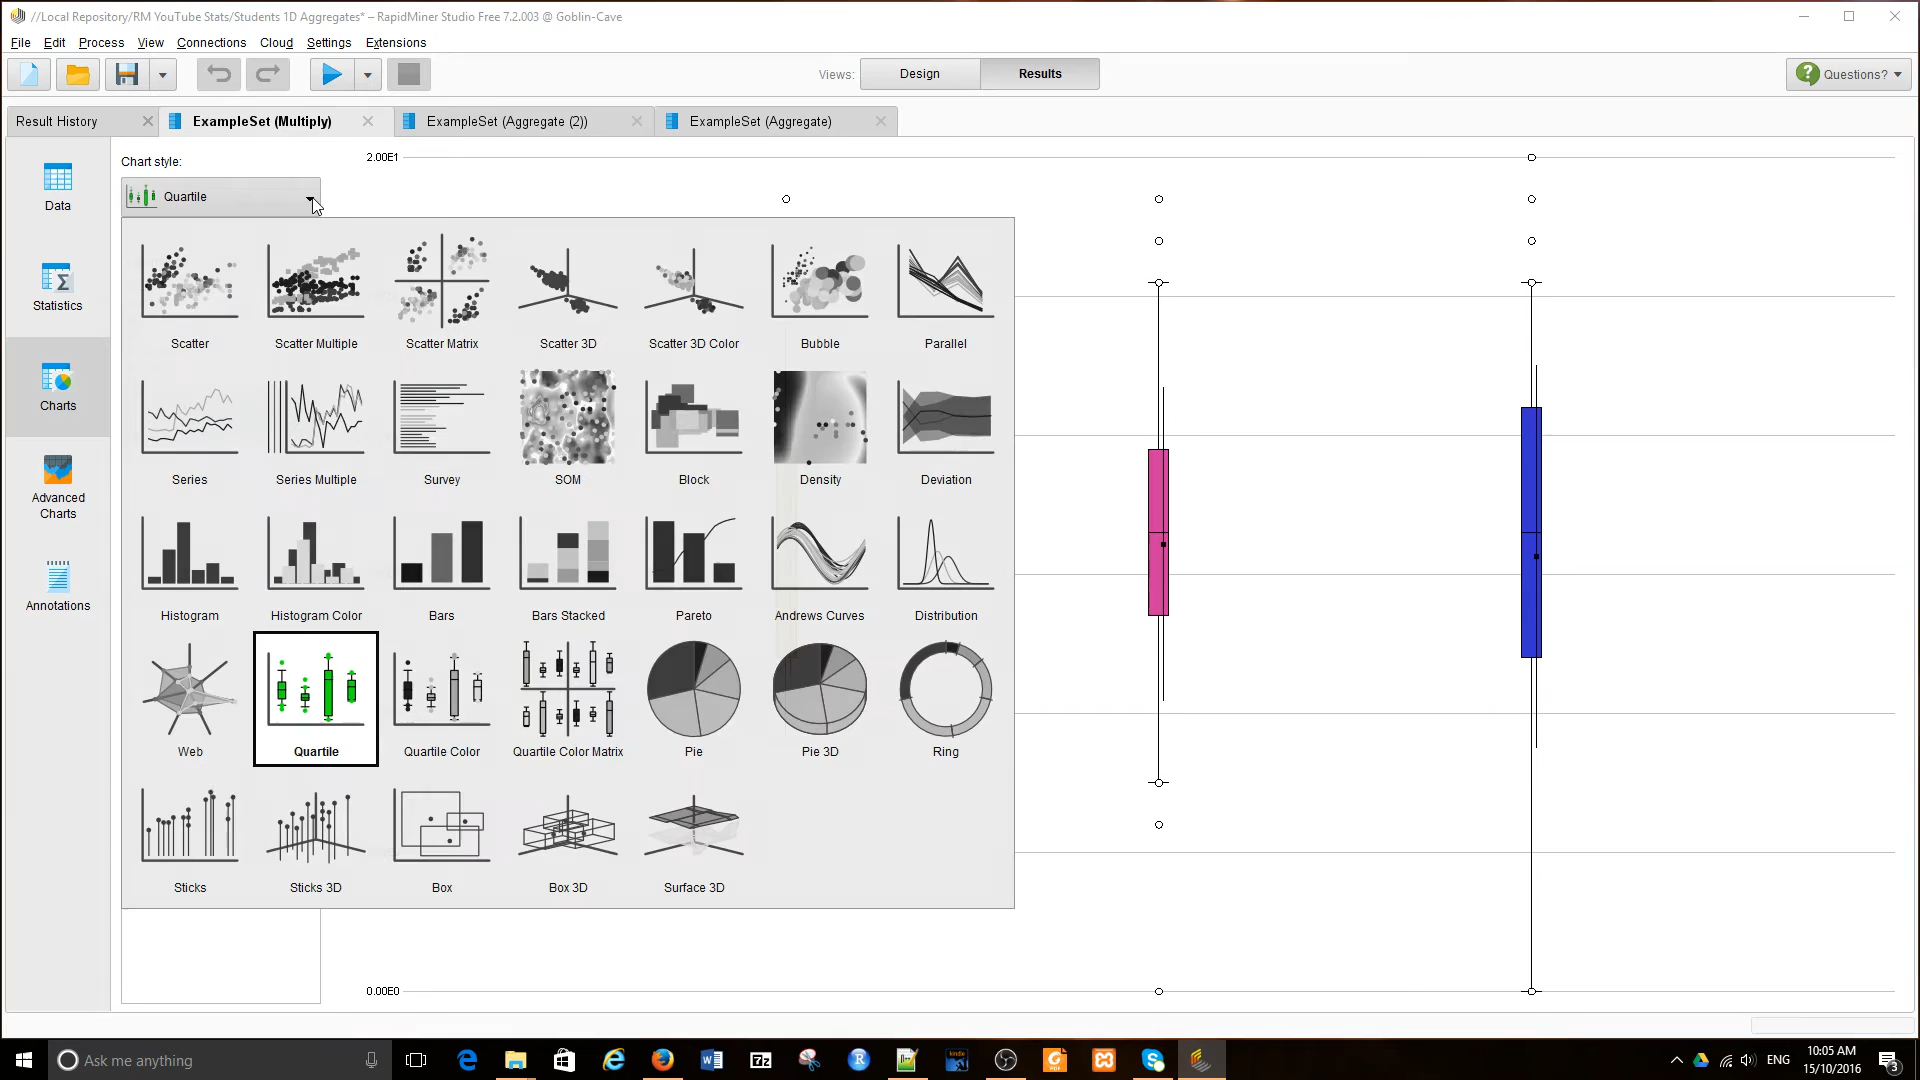 //Local Repository/RM YouTube Stats/Students 1D Aggregates* – RapidMiner Studio Free 7.2.003 @ Goblin-Cave
File Edit Process View Connections Cloud Settings Extensions
Views: Design Results Questions?
Result History ExampleSet (Multiply) ExampleSet (Aggregate (2)) ExampleSet (Aggregate)
Data
Statistics
Charts
Advanced
Charts
Annotations
Chart style:
Quartile
2.00E1
Scatter Scatter Multiple Scatter Matrix Scatter 3D Scatter 3D Color Bubble Parallel
Series Series Multiple Survey SOM Block Density Deviation
Histogram Histogram Color Bars Bars Stacked Pareto Andrews Curves Distribution
Web Quartile Quartile Color Quartile Color Matrix Pie Pie 3D Ring
Sticks Sticks 3D Box Box 3D Surface 3D
0.00E0
Ask me anything
ENG
10:05 AM
15/10/2016
3